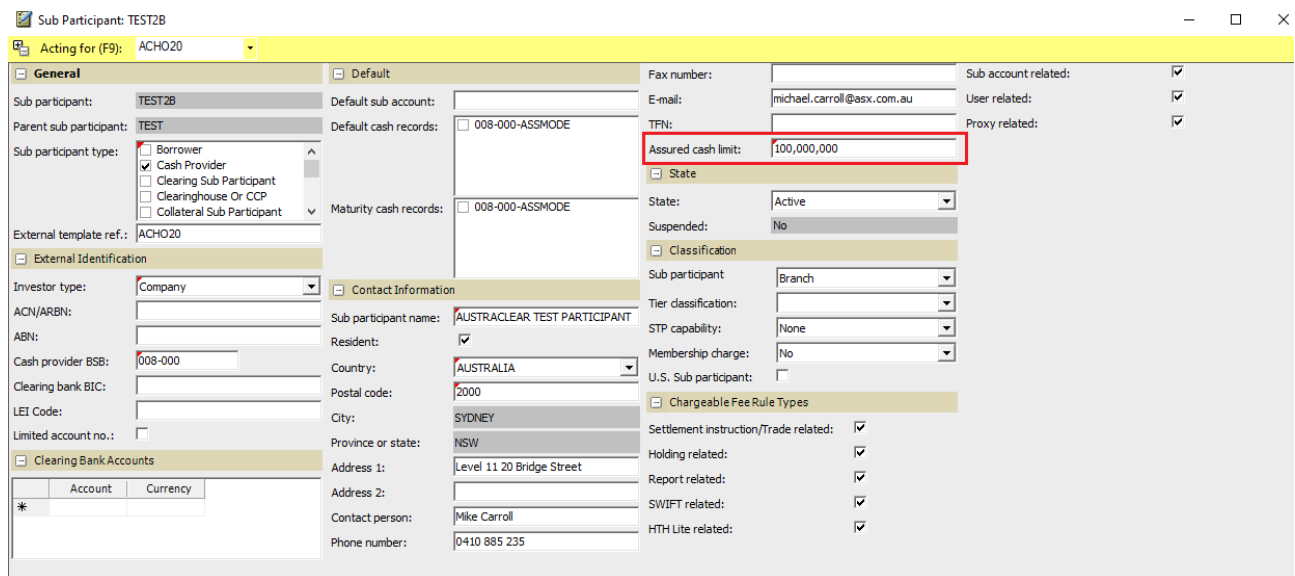 Sub Participant: TEST2B
Acting for (F9): ACHO20
General
Sub participant: TEST2B
Parent sub participant: TEST
Sub participant type:
Borrower
Cash Provider
Clearing Sub Participant
Clearinghouse Or CCP
Collateral Sub Participant
External template ref.: ACHO20
External Identification
Investor type: Company
ACN/ARBN:
ABN:
Cash provider BSB: 008-000
Clearing bank BIC:
LEI Code:
Limited account no.:
Clearing Bank Accounts
Account Currency
Default
Default sub account:
Default cash records: 008-000-ASSMODE
Maturity cash records: 008-000-ASSMODE
Contact Information
Sub participant name: AUSTRACLEAR TEST PARTICIPANT
Resident:
Country: AUSTRALIA
Postal code: 2000
City: SYDNEY
Province or state: NSW
Address 1: Level 11 20 Bridge Street
Address 2:
Contact person: Mike Carroll
Phone number: 0410 885 235
Fax number:
E-mail: michael.carroll@asx.com.au
TFN:
Assured cash limit: 100,000,000
State
State: Active
Suspended: No
Classification
Sub participant Branch
Tier classification:
STP capability: None
Membership charge: No
U.S. Sub participant:
Chargeable Fee Rule Types
Settlement instruction/Trade related:
Holding related:
Report related:
SWIFT related:
HTH Lite related:
Sub account related:
User related:
Proxy related: